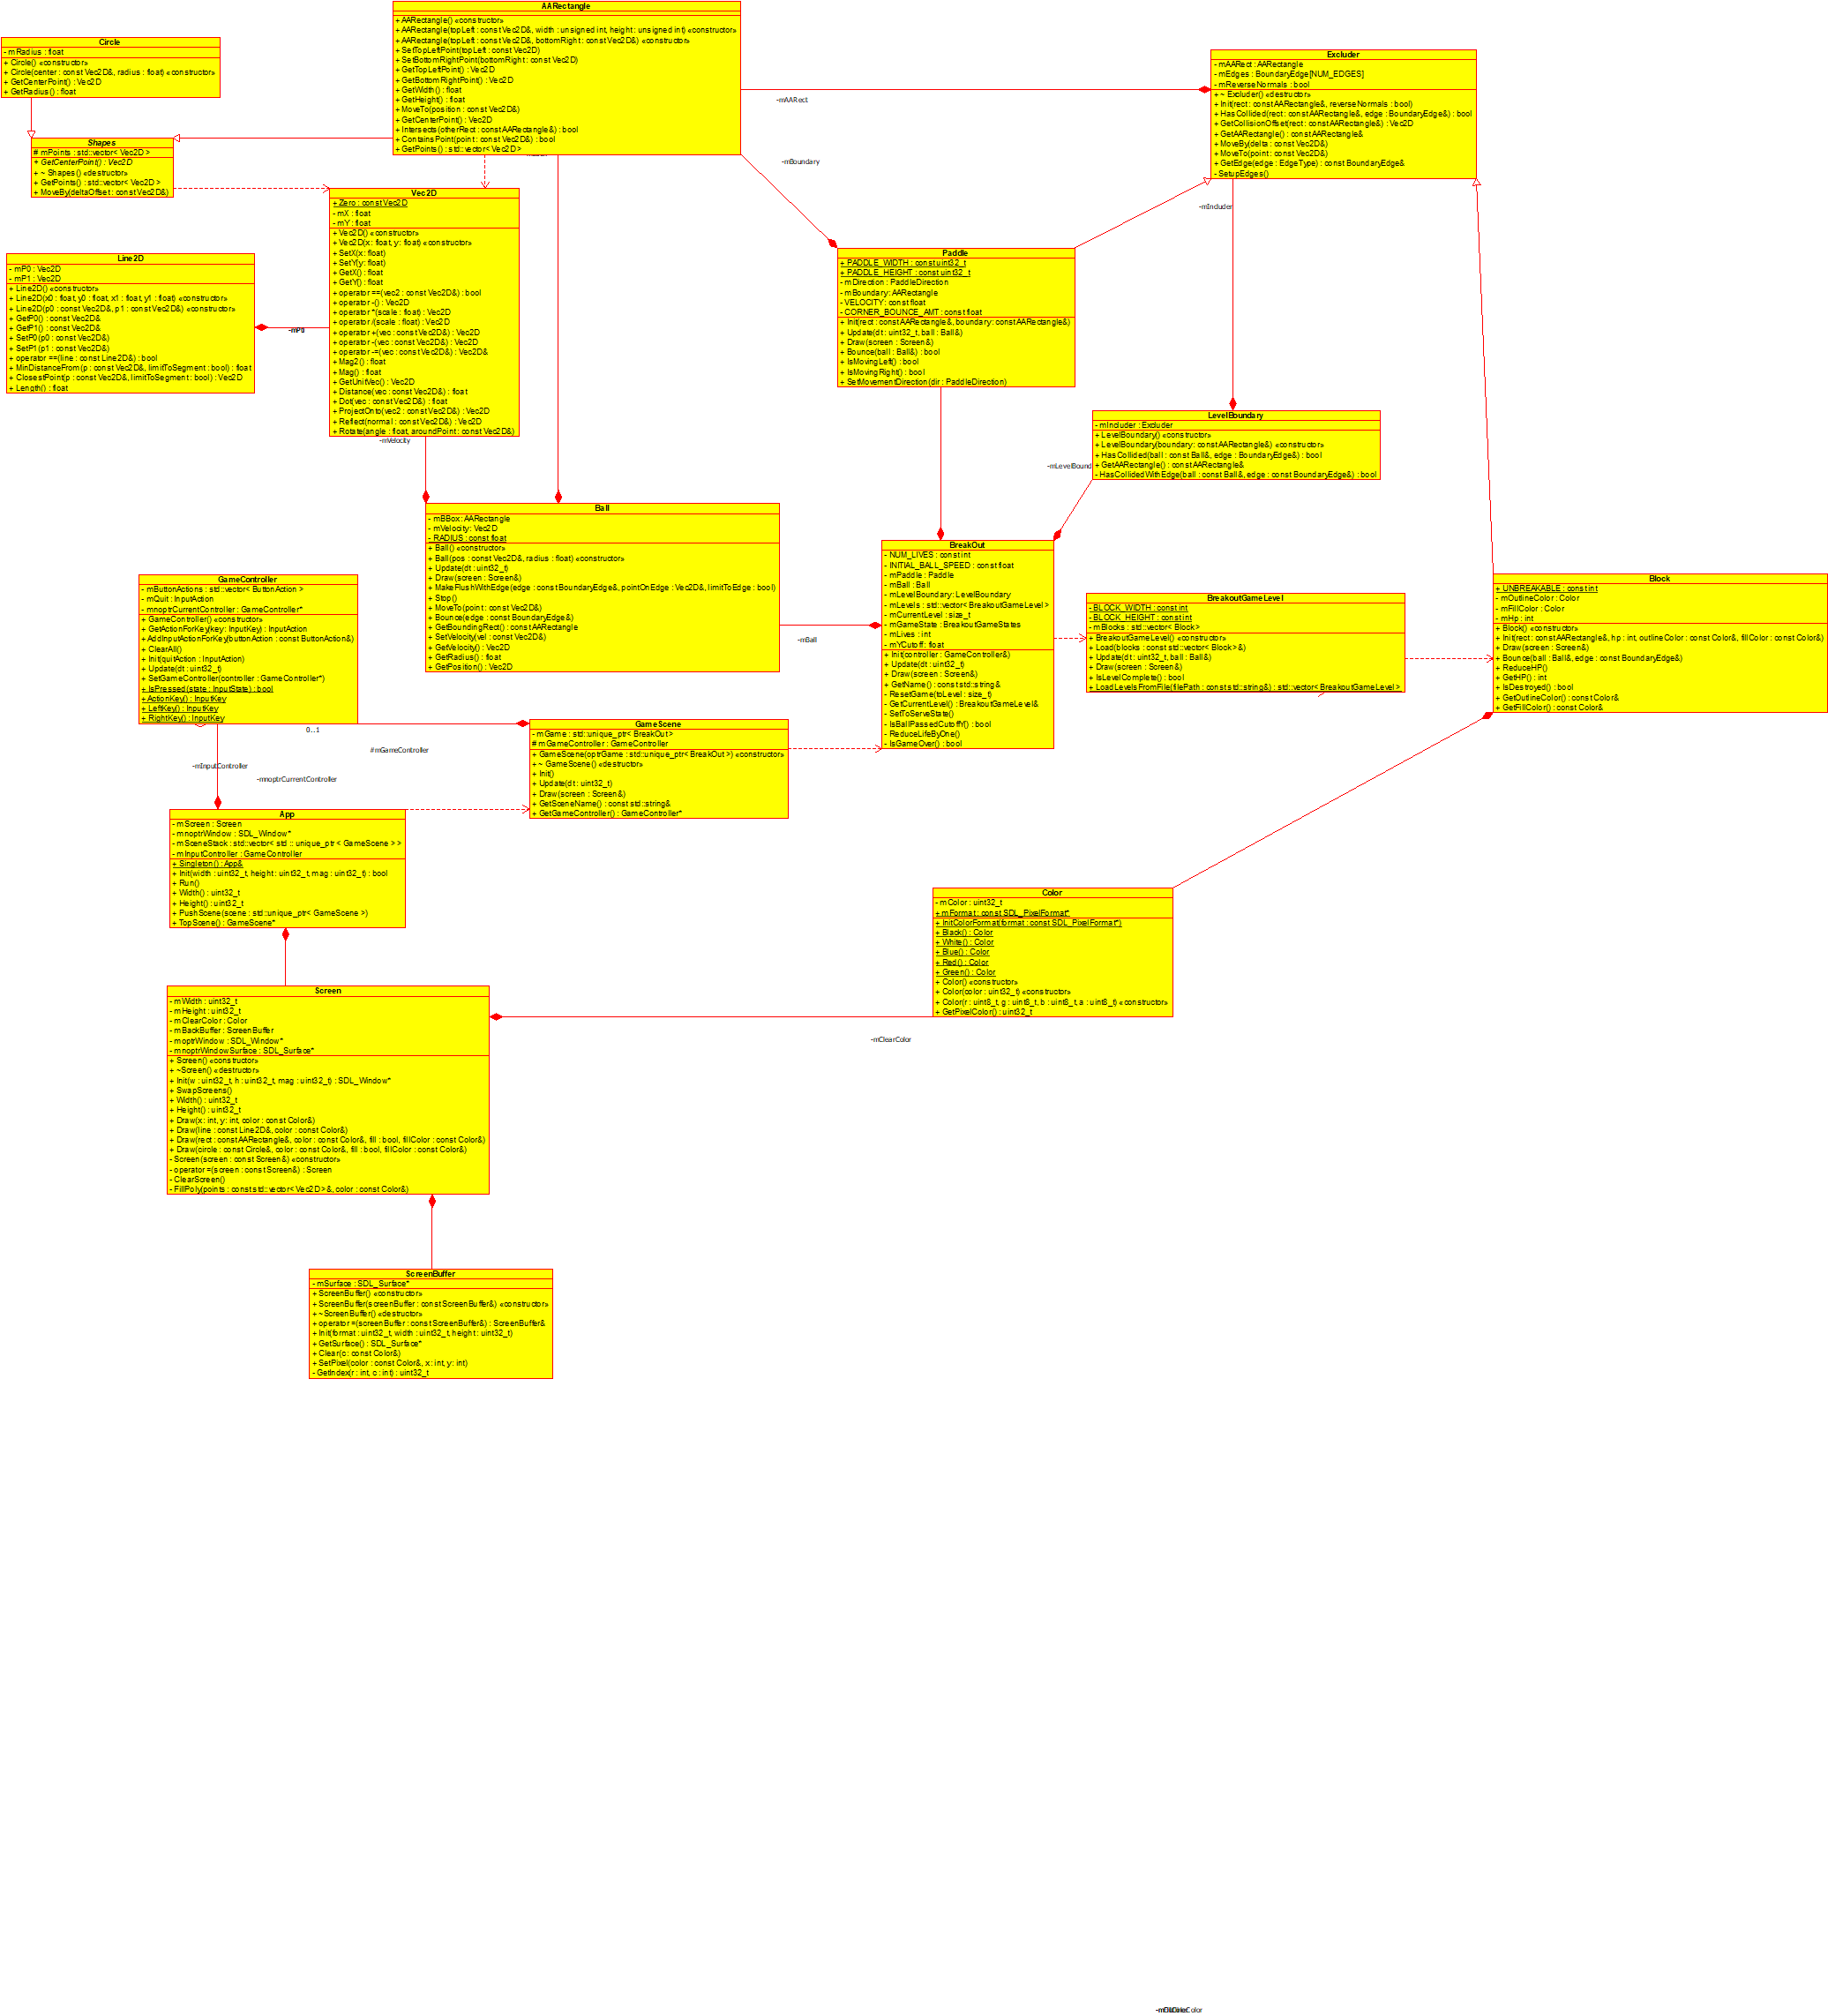 AARectangle
+ AARectangle() «constructor»
+ AARectangle(topLeft : const Vec2D&, width : unsigned int, height : unsigned int) «constructor»
+ AARectangle(topLeft : const Vec2D&, bottomRight : const Vec2D&) «constructor»
+ SetTopLeftPoint(topLeft : const Vec2D)
+ SetBottomRightPoint(bottomRight : const Vec2D)
+ GetTopLeftPoint() : Vec2D
+ GetBottomRightPoint() : Vec2D
+ GetWidth() : float
+ GetHeight() : float
+ MoveTo(position : const Vec2D&)
+ GetCenterPoint() : Vec2D
+ Intersects(otherRect : const AARectangle&) : bool
+ ContainsPoint(point : const Vec2D&) : bool
+ GetPoints() : std::vector< Vec2D >
Circle
- mRadius : float
+ Circle() «constructor»
+ Circle(center : const Vec2D&, radius : float) «constructor»
+ GetCenterPoint() : Vec2D
+ GetRadius() : float
Excluder
- mAARect : AARectangle
- mEdges : BoundaryEdge[NUM_EDGES]
- mReverseNormals : bool
+ ~ Excluder() «destructor»
+ Init(rect : const AARectangle&, reverseNormals : bool)
+ HasCollided(rect : const AARectangle&, edge : BoundaryEdge&) : bool
+ GetCollisionOffset(rect : const AARectangle&) : Vec2D
+ GetAARectangle() : const AARectangle&
+ MoveBy(delta : const Vec2D&)
+ MoveTo(point : const Vec2D&)
+ GetEdge(edge : EdgeType) : const BoundaryEdge&
- SetupEdges()
-mAARect
-mBoundary
-mIncluder
Shapes
# mPoints : std::vector< Vec2D >
+ GetCenterPoint() : Vec2D
+ ~ Shapes() «destructor»
+ GetPoints() : std::vector< Vec2D >
+ MoveBy(deltaOffset : const Vec2D&)
Vec2D
+ Zero : const Vec2D
- mX : float
- mY : float
+ Vec2D() «constructor»
+ Vec2D(x : float, y : float) «constructor»
+ SetX(x : float)
+ SetY(y : float)
+ GetX() : float
+ GetY() : float
+ operator ==(vec2 : const Vec2D&) : bool
+ operator -() : Vec2D
+ operator *(scale : float) : Vec2D
+ operator /(scale : float) : Vec2D
+ operator +(vec : const Vec2D&) : Vec2D
+ operator -(vec : const Vec2D&) : Vec2D
+ operator -=(vec : const Vec2D&) : Vec2D&
+ Mag2() : float
+ Mag() : float
+ GetUnitVec() : Vec2D
+ Distance(vec : const Vec2D&) : float
+ Dot(vec : const Vec2D&) : float
+ ProjectOnto(vec2 : const Vec2D&) : Vec2D
+ Reflect(normal : const Vec2D&) : Vec2D
+ Rotate(angle : float, aroundPoint : const Vec2D&)
-mVelocity
Line2D
- mP0 : Vec2D
- mP1 : Vec2D
+ Line2D() «constructor»
+ Line2D(x0 : float, y0 : float, x1 : float, y1 : float) «constructor»
+ Line2D(p0 : const Vec2D&, p1 : const Vec2D&) «constructor»
+ GetP0() : const Vec2D&
+ GetP1() : const Vec2D&
+ SetP0(p0 : const Vec2D&)
+ SetP1(p1 : const Vec2D&)
+ operator ==(line : const Line2D&) : bool
+ MinDistanceFrom(p : const Vec2D&, limitToSegment : bool) : float
+ ClosestPoint(p : const Vec2D&, limitToSegment : bool) : Vec2D
+ Length() : float
Paddle
+ PADDLE_WIDTH : const uint32_t
+ PADDLE_HEIGHT : const uint32_t
- mDirection : PaddleDirection
- mBoundary : AARectangle
- VELOCITY : const float
- CORNER_BOUNCE_AMT : const float
+ Init(rect : const AARectangle&, boundary : const AARectangle&)
+ Update(dt : uint32_t, ball : Ball&)
+ Draw(screen : Screen&)
+ Bounce(ball : Ball&) : bool
+ IsMovingLeft() : bool
+ IsMovingRight() : bool
+ SetMovementDirection(dir : PaddleDirection)
LevelBoundary
- mIncluder : Excluder
+ LevelBoundary() «constructor»
+ LevelBoundary(boundary : const AARectangle&) «constructor»
+ HasCollided(ball : const Ball&, edge : BoundaryEdge&) : bool
+ GetAARectangle() : const AARectangle&
- HasCollidedWithEdge(ball : const Ball&, edge : const BoundaryEdge&) : bool
-mLevelBound
Ball
- mBBox : AARectangle
- mVelocity : Vec2D
- RADIUS : const float
+ Ball() «constructor»
+ Ball(pos : const Vec2D&, radius : float) «constructor»
+ Update(dt : uint32_t)
+ Draw(screen : Screen&)
+ MakeFlushWithEdge(edge : const BoundaryEdge&, pointOnEdge : Vec2D&, limitToEdge : bool)
+ Stop()
+ MoveTo(point : const Vec2D&)
+ Bounce(edge : const BoundaryEdge&)
+ GetBoundingRect() : const AARectangle
+ SetVelocity(vel : const Vec2D&)
+ GetVelocity() : Vec2D
+ GetRadius() : float
+ GetPosition() : Vec2D
-mBall
BreakOut
- NUM_LIVES : const int
- INITIAL_BALL_SPEED : const float
- mPaddle : Paddle
- mBall : Ball
- mLevelBoundary : LevelBoundary
- mLevels : std::vector< BreakoutGameLevel >
- mCurrentLevel : size_t
- mGameState : BreakoutGameStates
- mLives : int
- mYCutoff : float
+ Init(controller : GameController&)
+ Update(dt : uint32_t)
+ Draw(screen : Screen&)
+ GetName() : const std::string&
- ResetGame(toLevel : size_t)
- GetCurrentLevel() : BreakoutGameLevel&
- SetToServeState()
- IsBallPassedCutoffY() : bool
- ReduceLifeByOne()
- IsGameOver() : bool
BreakoutGameLevel
- BLOCK_WIDTH : const int
- BLOCK_HEIGHT : const int
- mBlocks : std::vector< Block >
+ BreakoutGameLevel() «constructor»
+ Load(blocks : const std::vector< Block >&)
+ Update(dt : uint32_t, ball : Ball&)
+ Draw(screen : Screen&)
+ IsLevelComplete() : bool
+ LoadLevelsFromFile(filePath : const std::string&) : std::vector< BreakoutGameLevel >
Block
+ UNBREAKABLE : const int
- mOutlineColor : Color
- mFillColor : Color
- mHp : int
+ Block() «constructor»
+ Init(rect : const AARectangle&, hp : int, outlineColor : const Color&, fillColor : const Color&)
+ Draw(screen : Screen&)
+ Bounce(ball : Ball&, edge : const BoundaryEdge&)
+ ReduceHP()
+ GetHP() : int
+ IsDestroyed() : bool
+ GetOutlineColor() : const Color&
+ GetFillColor() : const Color&
GameController
- mButtonActions : std::vector< ButtonAction >
- mQuit : InputAction
- mnoptrCurrentController : GameController*
+ GameController() «constructor»
+ GetActionForKey(key : InputKey) : InputAction
+ AddInputActionForKey(buttonAction : const ButtonAction&)
+ ClearAll()
+ Init(quitAction : InputAction)
+ Update(dt : uint32_t)
+ SetGameController(controller : GameController*)
+ IsPressed(state : InputState) : bool
+ ActionKey() : InputKey
+ LeftKey() : InputKey
+ RightKey() : InputKey
0..1
#mGameController
-mInputController
-mnoptrCurrentController
GameScene
- mGame : std::unique_ptr< BreakOut >
# mGameController : GameController
+ GameScene(optrGame : std::unique_ptr< BreakOut >) «constructor»
+ ~ GameScene() «destructor»
+ Init()
+ Update(dt : uint32_t)
+ Draw(screen : Screen&)
+ GetSceneName() : const std::string&
+ GetGameController() : GameController*
App
- mScreen : Screen
- mnoptrWindow : SDL_Window*
- mSceneStack : std::vector< std :: unique_ptr < GameScene > >
- mInputController : GameController
+ Singleton() : App&
+ Init(width : uint32_t, height : uint32_t, mag : uint32_t) : bool
+ Run()
+ Width() : uint32_t
+ Height() : uint32_t
+ PushScene(scene : std::unique_ptr< GameScene >)
+ TopScene() : GameScene*
Color
- mColor : uint32_t
+ mFormat : const SDL_PixelFormat*
+ InitColorFormat(format : const SDL_PixelFormat*)
+ Black() : Color
+ White() : Color
+ Blue() : Color
+ Red() : Color
+ Green() : Color
+ Color() «constructor»
+ Color(color : uint32_t) «constructor»
+ Color(r : uint8_t, g : uint8_t, b : uint8_t, a : uint8_t) «constructor»
+ GetPixelColor() : uint32_t
-mClearColor
Screen
- mWidth : uint32_t
- mHeight : uint32_t
- mClearColor : Color
- mBackBuffer : ScreenBuffer
- moptrWindow : SDL_Window*
- mnoptrWindowSurface : SDL_Surface*
+ Screen() «constructor»
+ ~Screen() «destructor»
+ Init(w : uint32_t, h : uint32_t, mag : uint32_t) : SDL_Window*
+ SwapScreens()
+ Width() : uint32_t
+ Height() : uint32_t
+ Draw(x : int, y : int, color : const Color&)
+ Draw(line : const Line2D&, color : const Color&)
+ Draw(rect : const AARectangle&, color : const Color&, fill : bool, fillColor : const Color&)
+ Draw(circle : const Circle&, color : const Color&, fill : bool, fillColor : const Color&)
- Screen(screen : const Screen&) «constructor»
- operator =(screen : const Screen&) : Screen
- ClearScreen()
- FillPoly(points : const std::vector< Vec2D >&, color : const Color&)
ScreenBuffer
- mSurface : SDL_Surface*
+ ScreenBuffer() «constructor»
+ ScreenBuffer(screenBuffer : const ScreenBuffer&) «constructor»
+ ~ScreenBuffer() «destructor»
+ operator =(screenBuffer : const ScreenBuffer&) : ScreenBuffer&
+ Init(format : uint32_t, width : uint32_t, height : uint32_t)
+ GetSurface() : SDL_Surface*
+ Clear(c : const Color&)
+ SetPixel(color : const Color&, x : int, y : int)
- GetIndex(r : int, c : int) : uint32_t